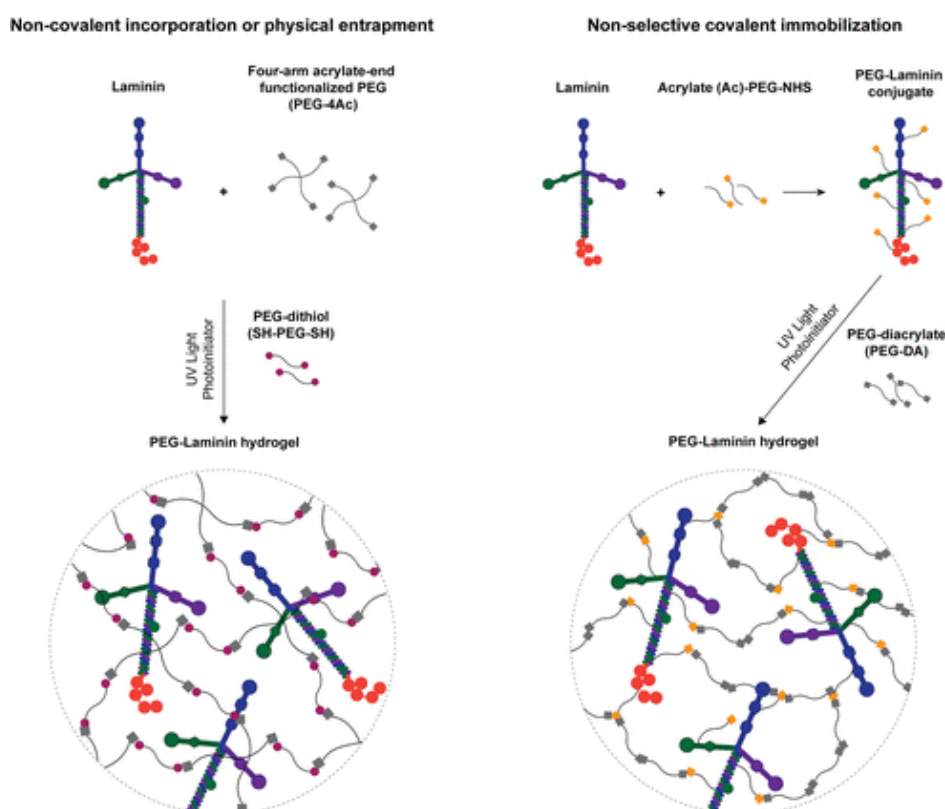 Non-covalent incorporation or physical entrapment
Laminin
Four-arm acrylate-end
functionalized PEG
(PEG-4Ac)
+
UV Light
Photoinitiator
PEG-dithiol
(SH-PEG-SH)
PEG-Laminin hydrogel
Non-selective covalent immobilization
Laminin
Acrylate (Ac)-PEG-NHS
PEG-Laminin
conjugate
+
UV Light
Photoinitiator
PEG-diacrylate
(PEG-DA)
PEG-Laminin hydrogel